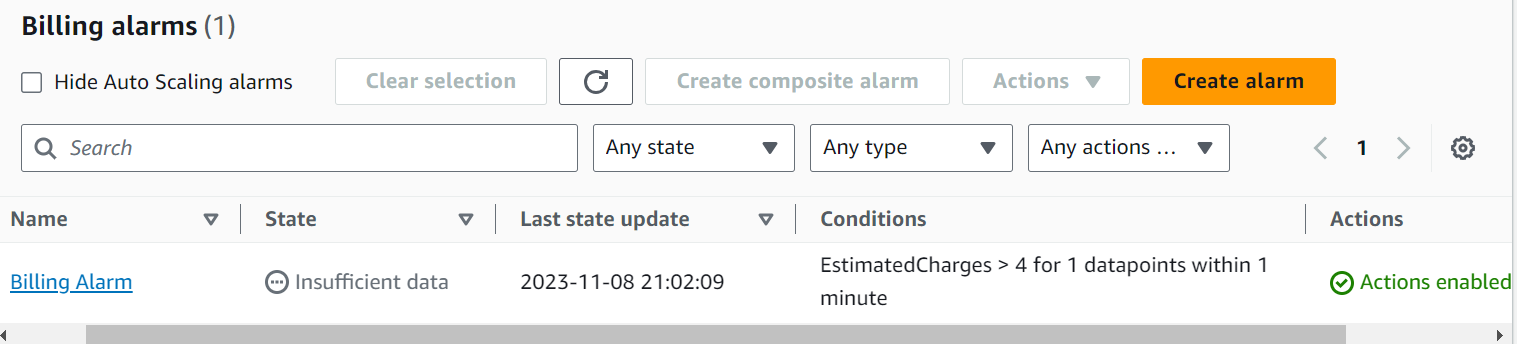 Billing alarms (1)
Hide Auto Scaling alarms Clear selection Create composite alarm Actions Create alarm
Search Any state Any type Any actions ... 1
Name State Last state update Conditions Actions
Billing Alarm Insufficient data 2023-11-08 21:02:09 EstimatedCharges > 4 for 1 datapoints within 1 Actions enabled
minute